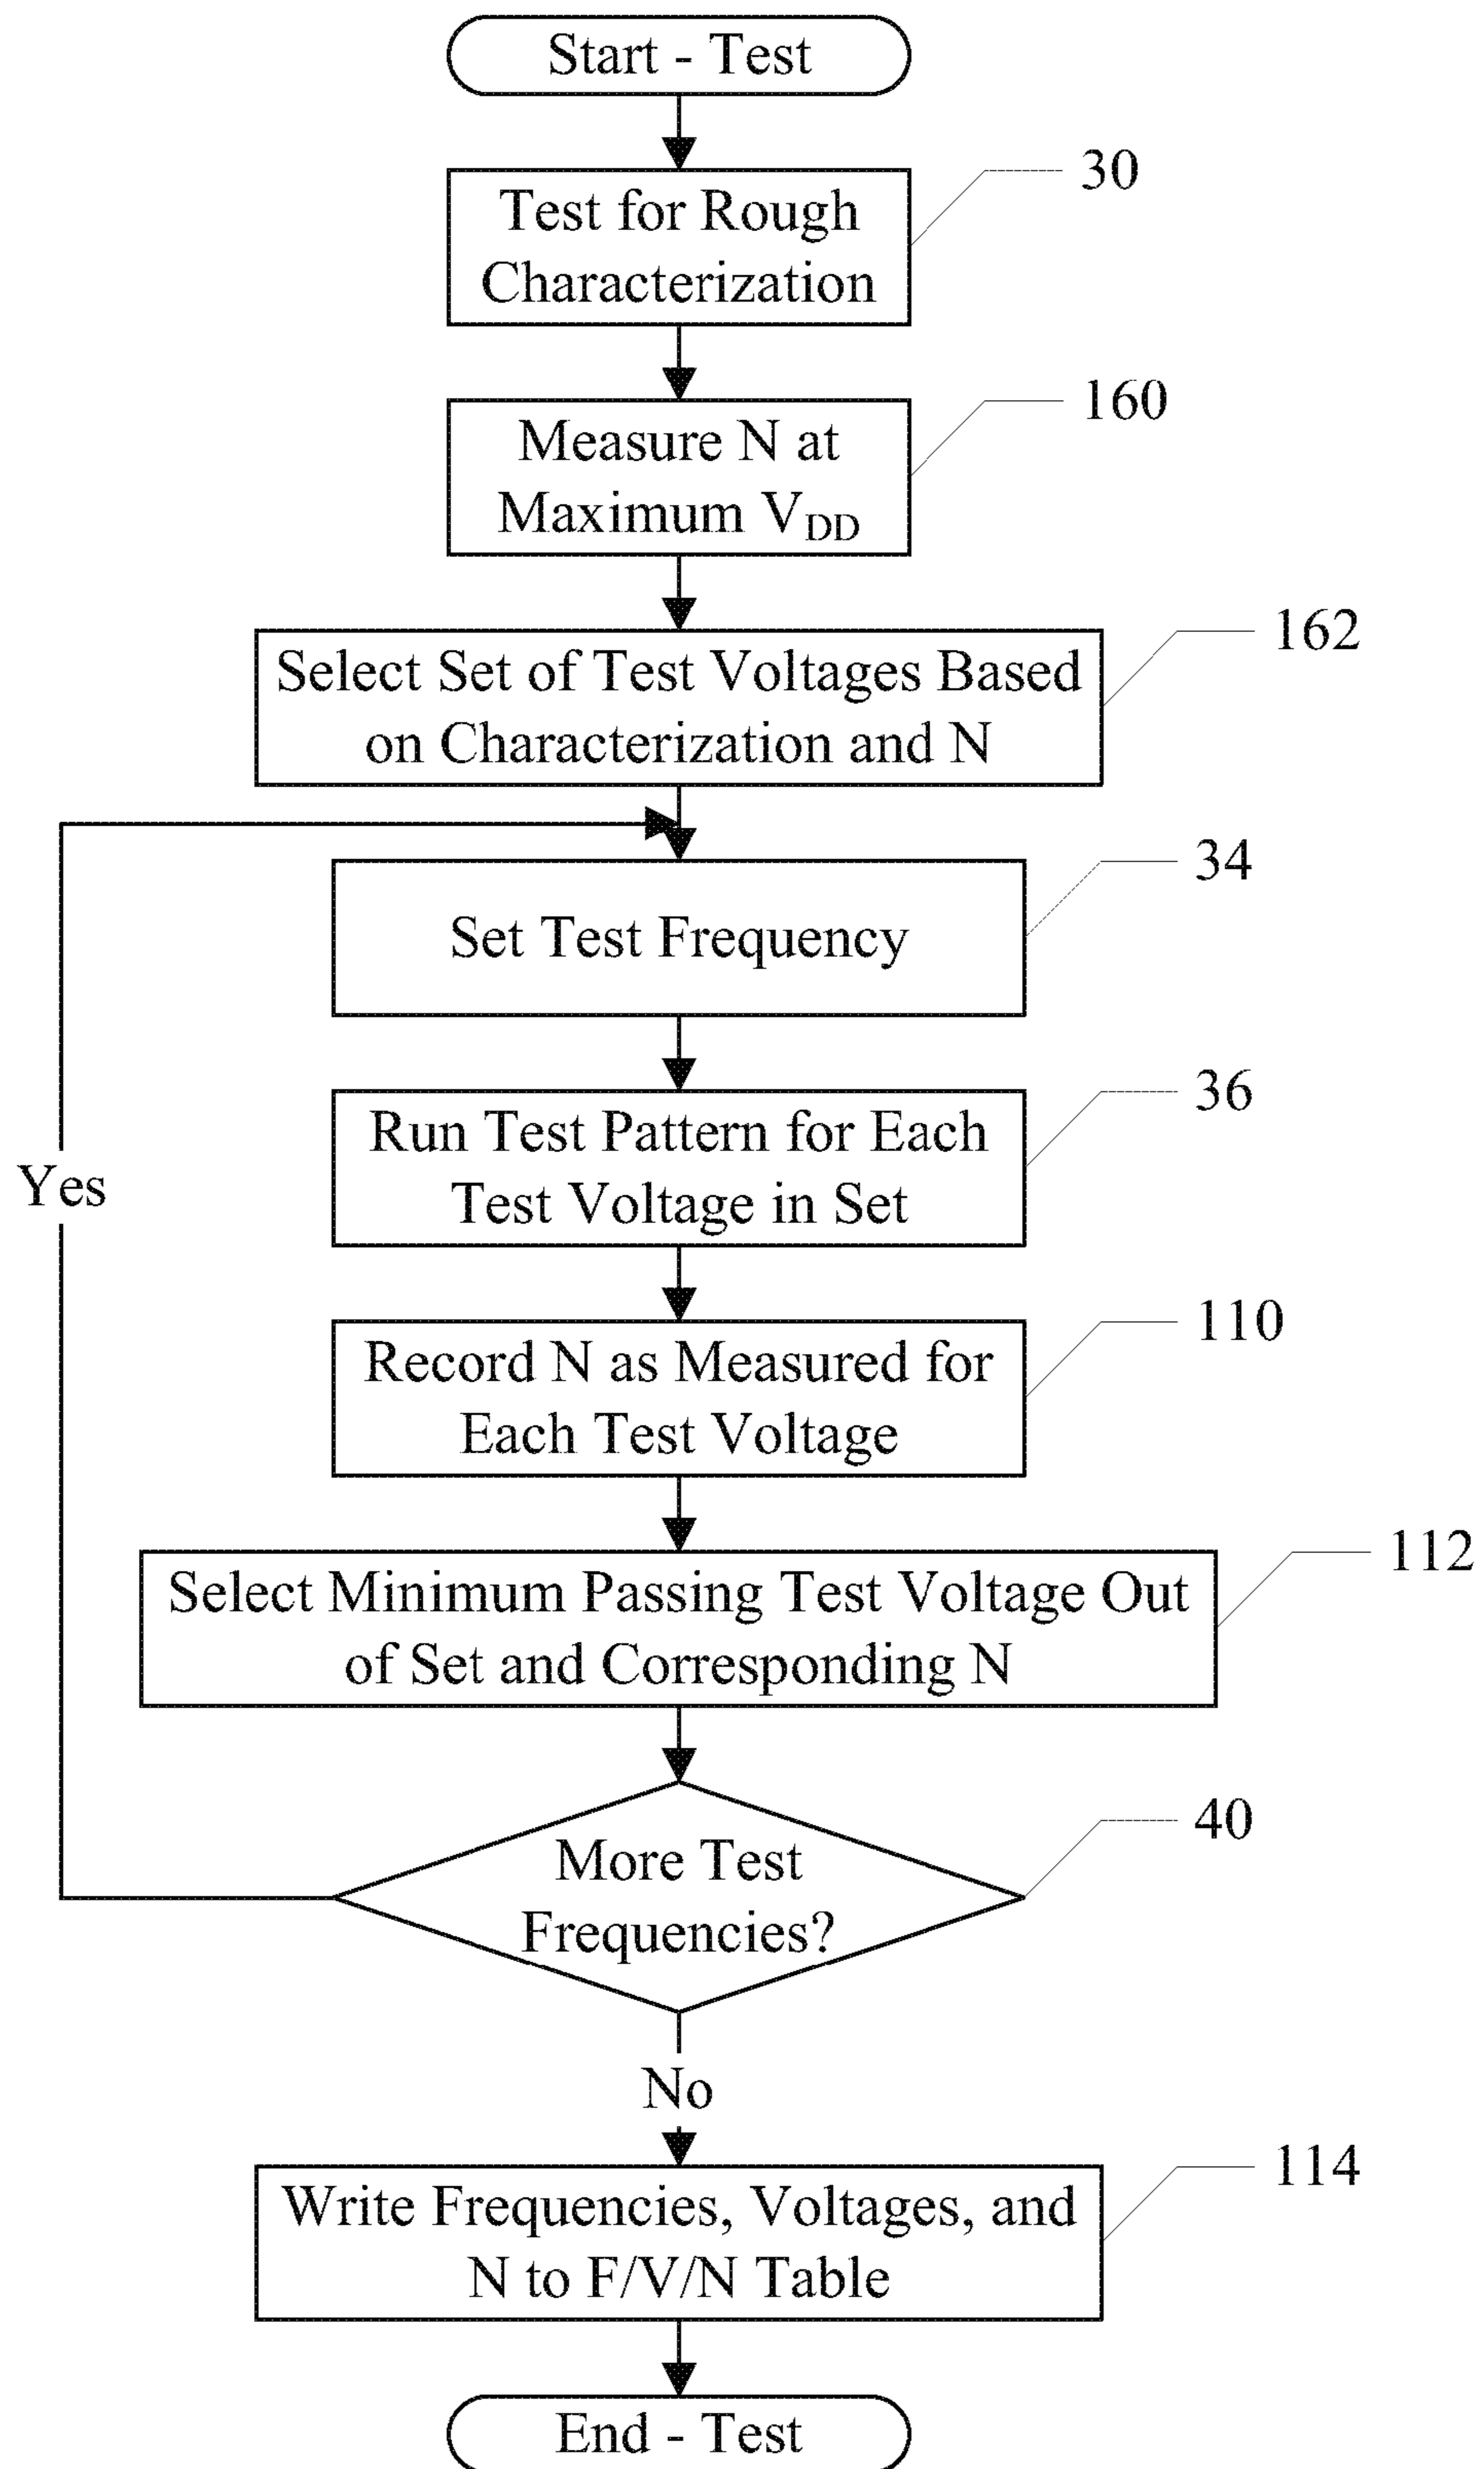 Start - Test
30
Test for Rough
Characterization
160
Measure N at
Maximum VDD
162
Select Set of Test Voltages Based
on Characterization and N
34
Set Test Frequency
36
Run Test Pattern for Each
Test Voltage in Set
Yes
110
Record N as Measured for
Each Test Voltage
112
Select Minimum Passing Test Voltage Out
of Set and Corresponding N
40
More Test
Frequencies?
No
114
Write Frequencies, Voltages, and
N to F/V/N Table
End - Test